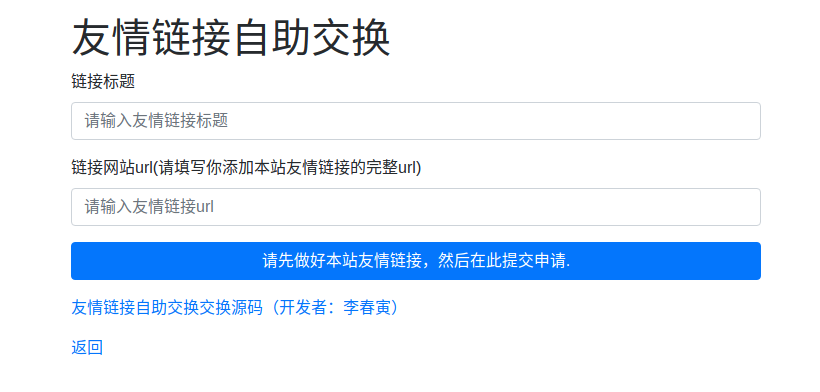 友情链接自助交换
链接标题
请输入友情链接标题
链接网站url(请填写你添加本站友情链接的完整url)
请输入友情链接url
请先做好本站友情链接，然后在此提交申请.
友情链接自助交换交换源码（开发者：李春寅）
返回